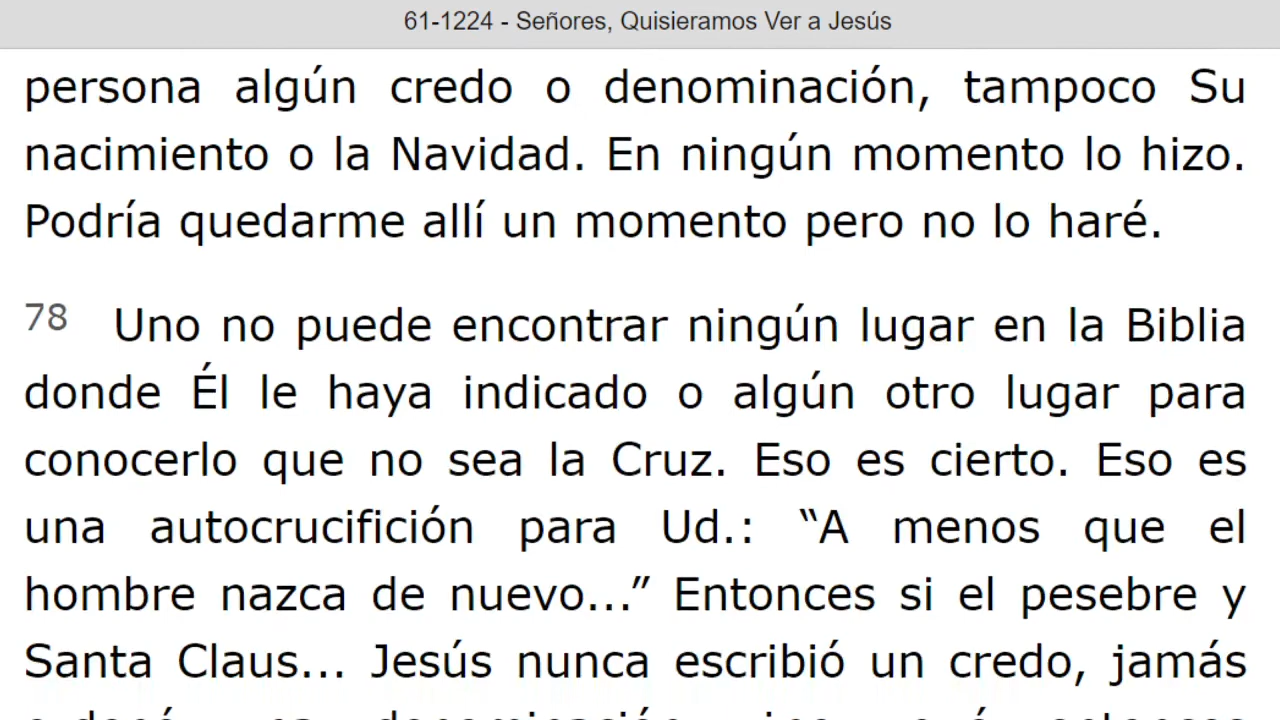 61-1224 - Señores, Quisieramos Ver a Jesús
persona algún credo o denominación, tampoco Su
nacimiento o la Navidad. En ningún momento lo hizo.
Podría quedarme allí un momento pero no lo haré.
78 Uno no puede encontrar ningún lugar en la Biblia
donde Él le haya indicado o algún otro lugar para
conocerlo que no sea la Cruz. Eso es cierto. Eso es
una autocrucifición para Ud.: “A menos que el
hombre nazca de nuevo...” Entonces si el pesebre y
Santa Claus... Jesús nunca escribió un credo, jamás
denominación